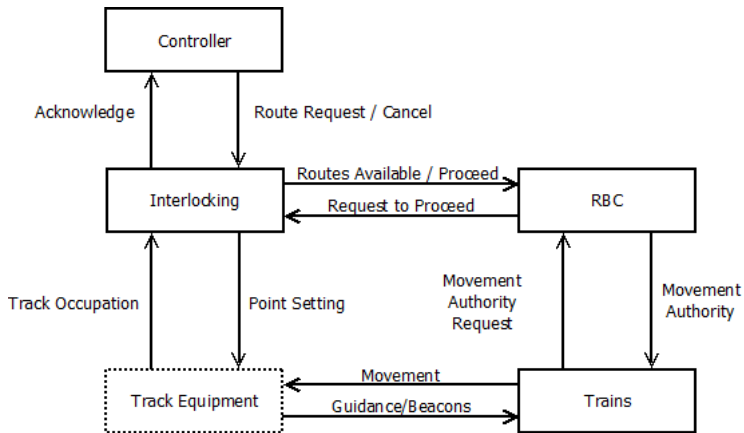 Controller
Acknowledge
Route Request / Cancel
Routes Available / Proceed
Interlocking
RBC
Request to Proceed
Track Occupation
Point Setting
Movement
Authority
Request
Movement
Authority
Movement
Track Equipment
Trains
Guidance/Beacons